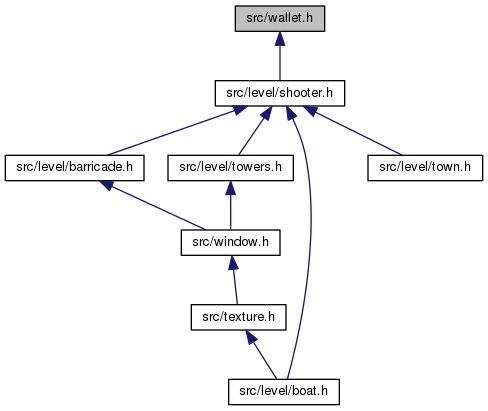 src/wallet.h
src/level/shooter.h
src/level/barricade.h
src/level/towers.h
src/level/town.h
src/window.h
src/texture.h
src/level/boat.h